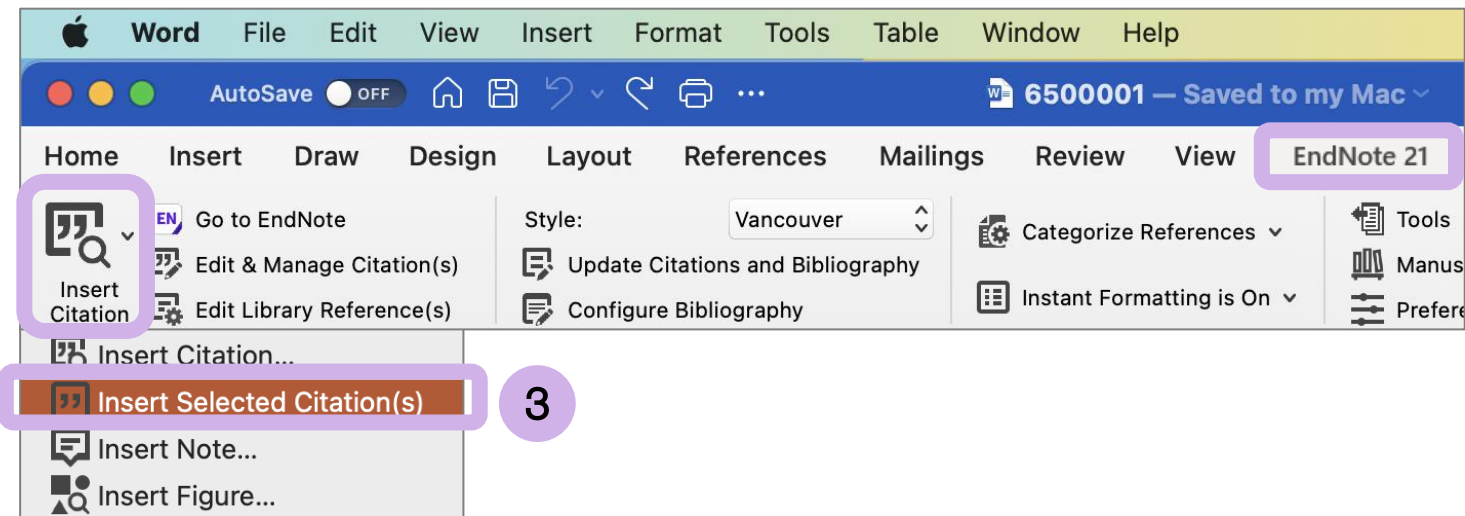 Word File Edit View Insert Format Tools Table Window Help
AutoSave OFF ••• W 6500001 — Saved to my Mac
Home Insert Draw Design Layout References Mailings Review View EndNote 21
EN Go to EndNote Style: Vancouver Categorize References Tools
Edit & Manage Citation(s) Update Citations and Bibliography Manus
Insert Citation Edit Library Reference(s) Configure Bibliography Instant Formatting is On Prefere
Insert Citation...
Insert Selected Citation(s) 3
Insert Note...
Insert Figure...